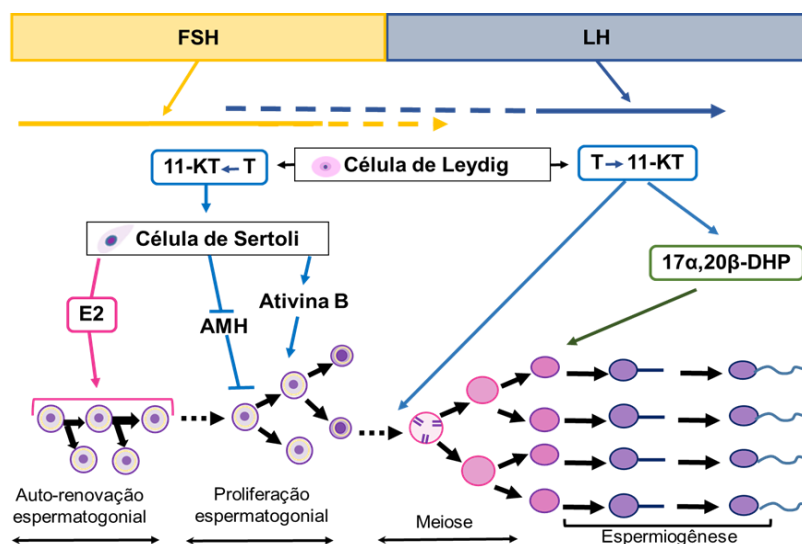 FSH
LH
11-KT ← T
Célula de Leydig
T → 11-KT
Célula de Sertoli
17α,20β-DHP
E2
Ativina B
AMH
Auto-renovação
espermatogonial
Proliferação
espermatogonial
Meiose
Espermiogênese